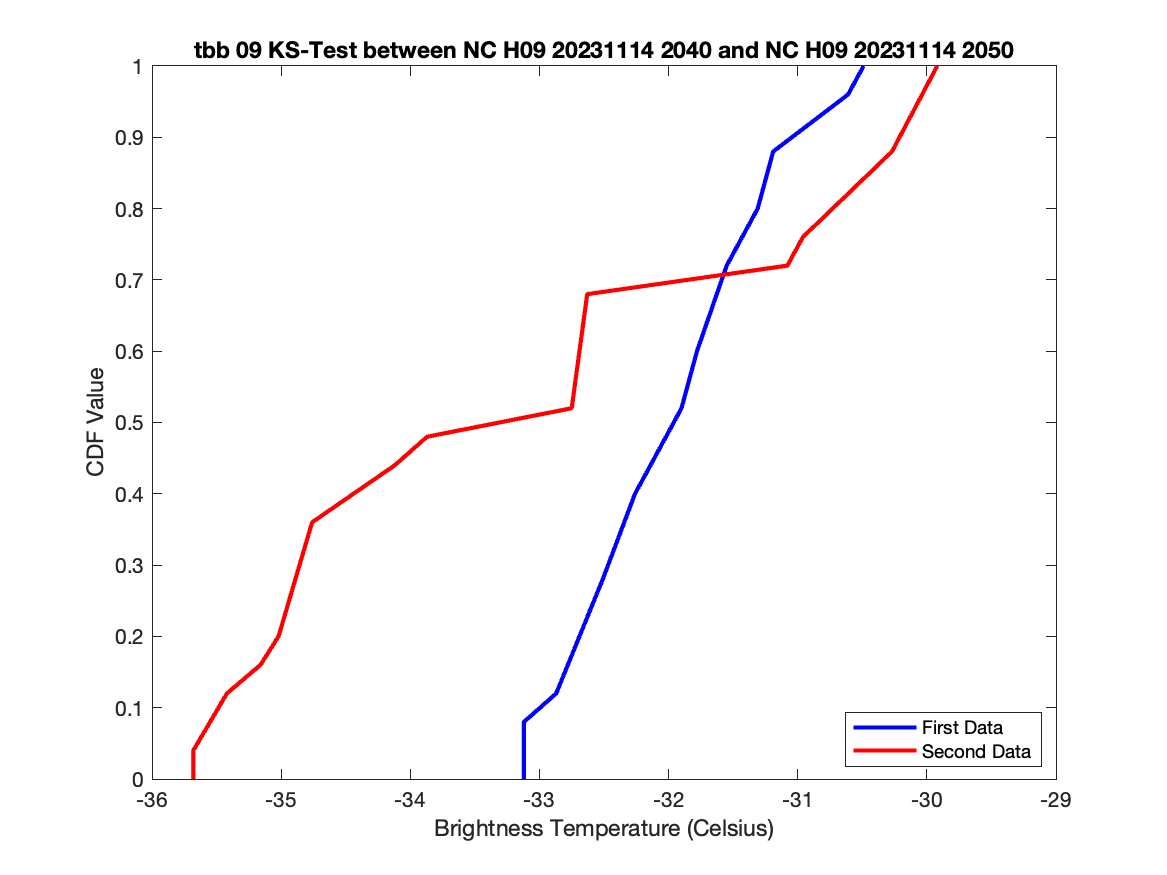 tbb 09 KS-Test between NC H09 20231114 2040 and NC H09 20231114 2050
1
0.9
0.8
0.7
0.6
0.5
0.4
0.3
0.2
0.1
0
CDF Value
First Data
Second Data
-36 -35 -34 -33 -32 -31 -30 -29
Brightness Temperature (Celsius)